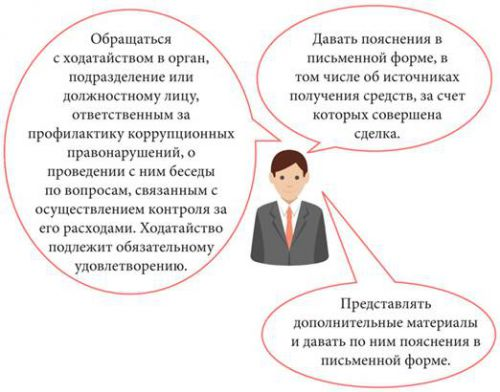 Обращаться
с ходатайством в орган,
подразделение или
должностному лицу,
ответственным за
профилактику коррупционных
правонарушений, о
проведении с ним беседы
по вопросам, связанным с
осуществлением контроля за
его расходами. Ходатайство
подлежит обязательному
удовлетворению.
Давать пояснения в
письменной форме, в
том числе об источниках
получения средств, за счет
которых совершена
сделка.
Представлять
дополнительные материалы
и давать по ним пояснения в
письменной форме.